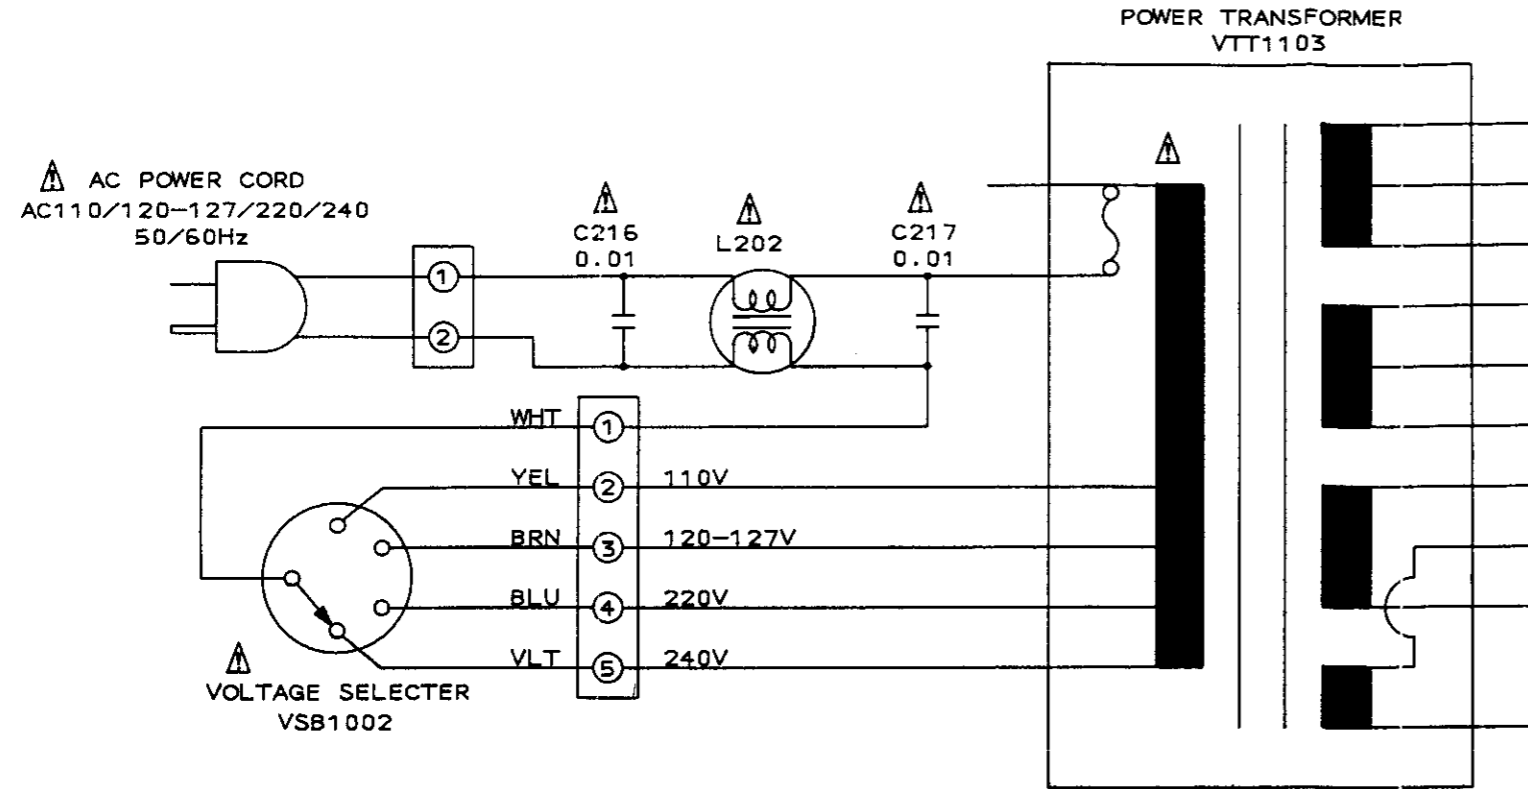 POWER TRANSFORMER
VTT1103
AC POWER CORD
AC110/120-127/220/240
50/60Hz
C216
0.01
L202
C217
0.01
1
2
WHT 1
YEL 2 110V
BRN 3 120-127V
BLU 4 220V
VLT 5 240V
VOLTAGE SELECTER
VSB1002